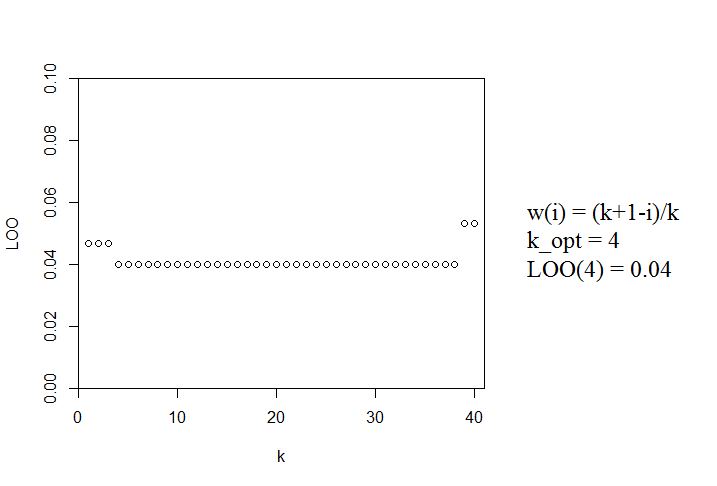 0.10
0.08
0.06
0.04
0.02
0.00
LOO
0 10 20 30 40
k
w(i) = (k+1-i)/k
k_opt = 4
LOO(4) = 0.04